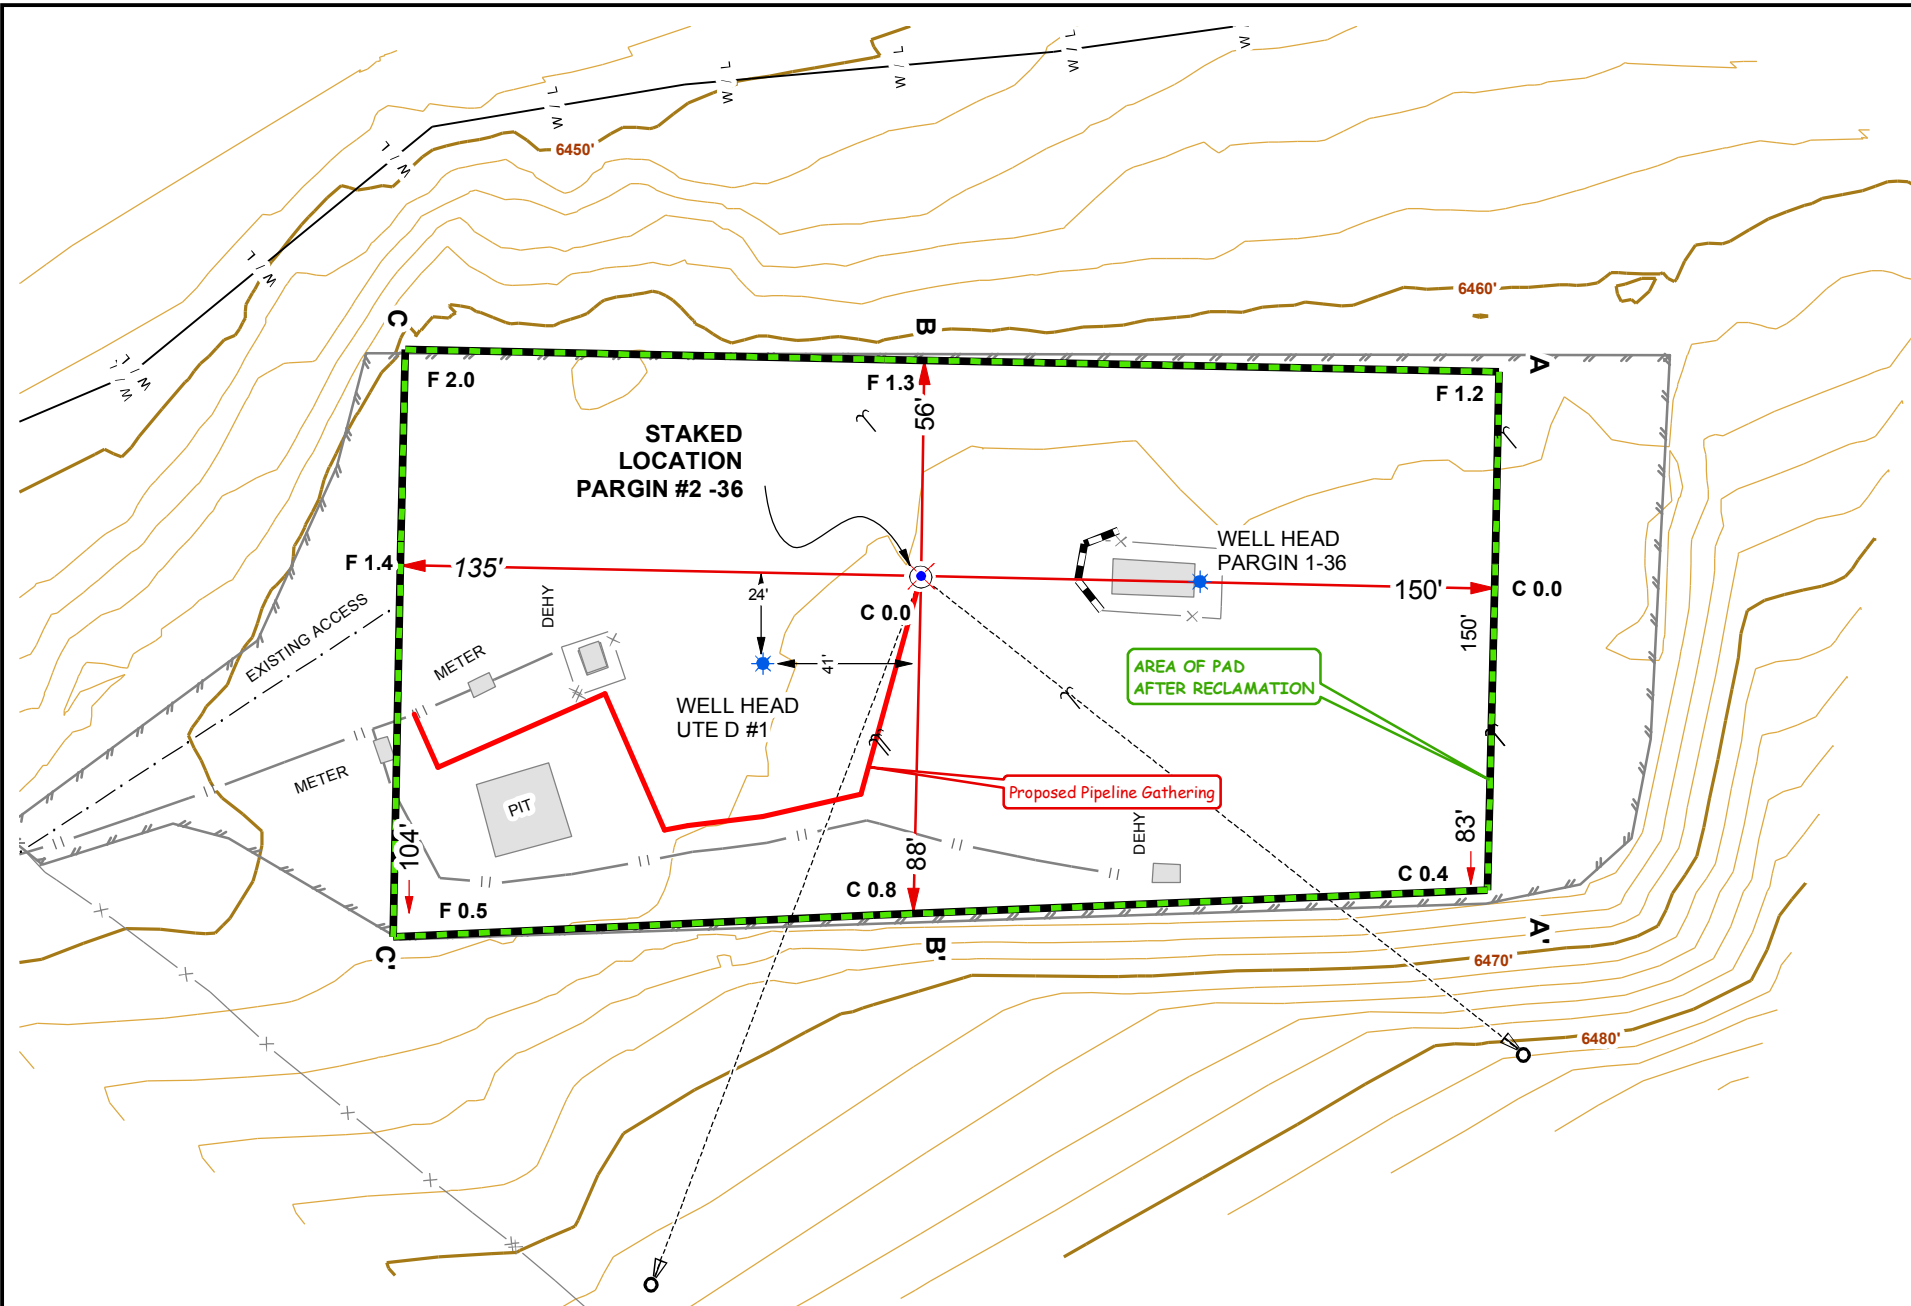 W / L
W / L
W / L
W / L
W / L
W / L
W / L
W / L
W / L
6450'
6460'
C
B
A
F 2.0
F 1.3
F 1.2
56'
STAKED
LOCATION
PARGIN #2 -36
WELL HEAD
PARGIN 1-36
F 1.4
135'
150'
C 0.0
24'
DEHY
C 0.0
EXISTING ACCESS
150'
METER
41'
AREA OF PAD
AFTER RECLAMATION
WELL HEAD
UTE D #1
METER
PIT
Proposed Pipeline Gathering
DEHY
104'
88'
83'
C 0.8
C 0.4
F 0.5
C'
B'
A'
6470'
6480'